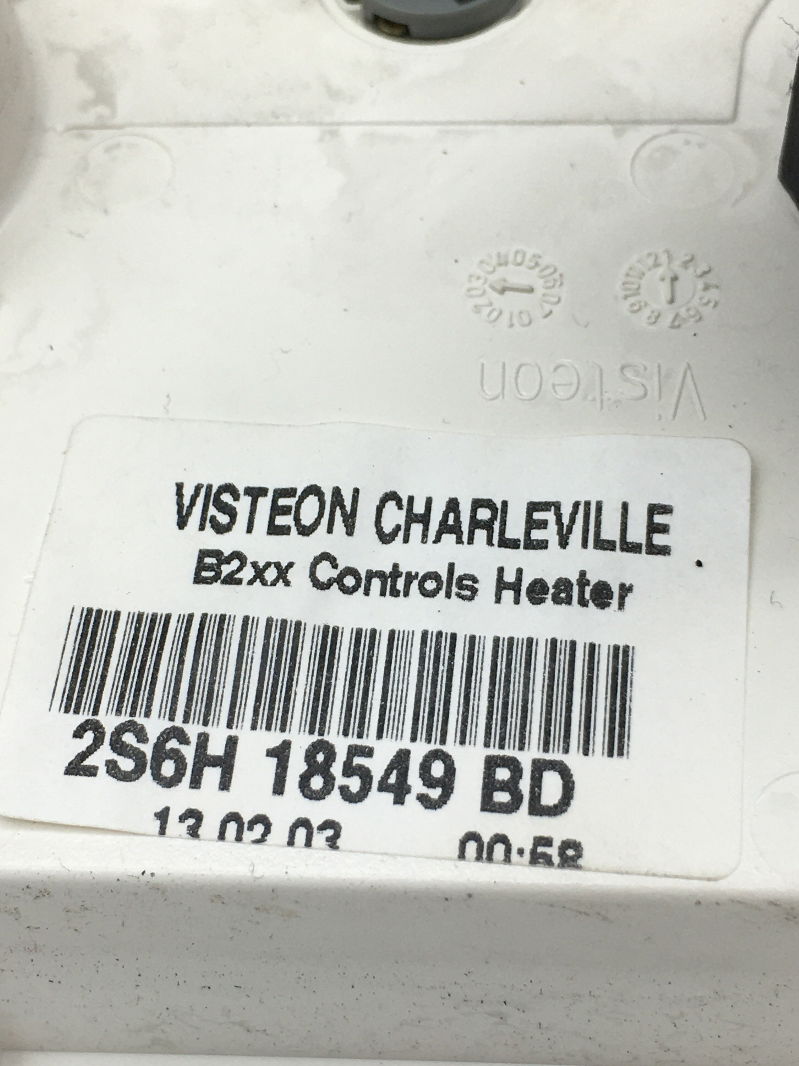 Visteon
VISTEON CHARLEVILLE
B2xx Controls Heater
2S6H 18549 BD
13.02.03 00:58